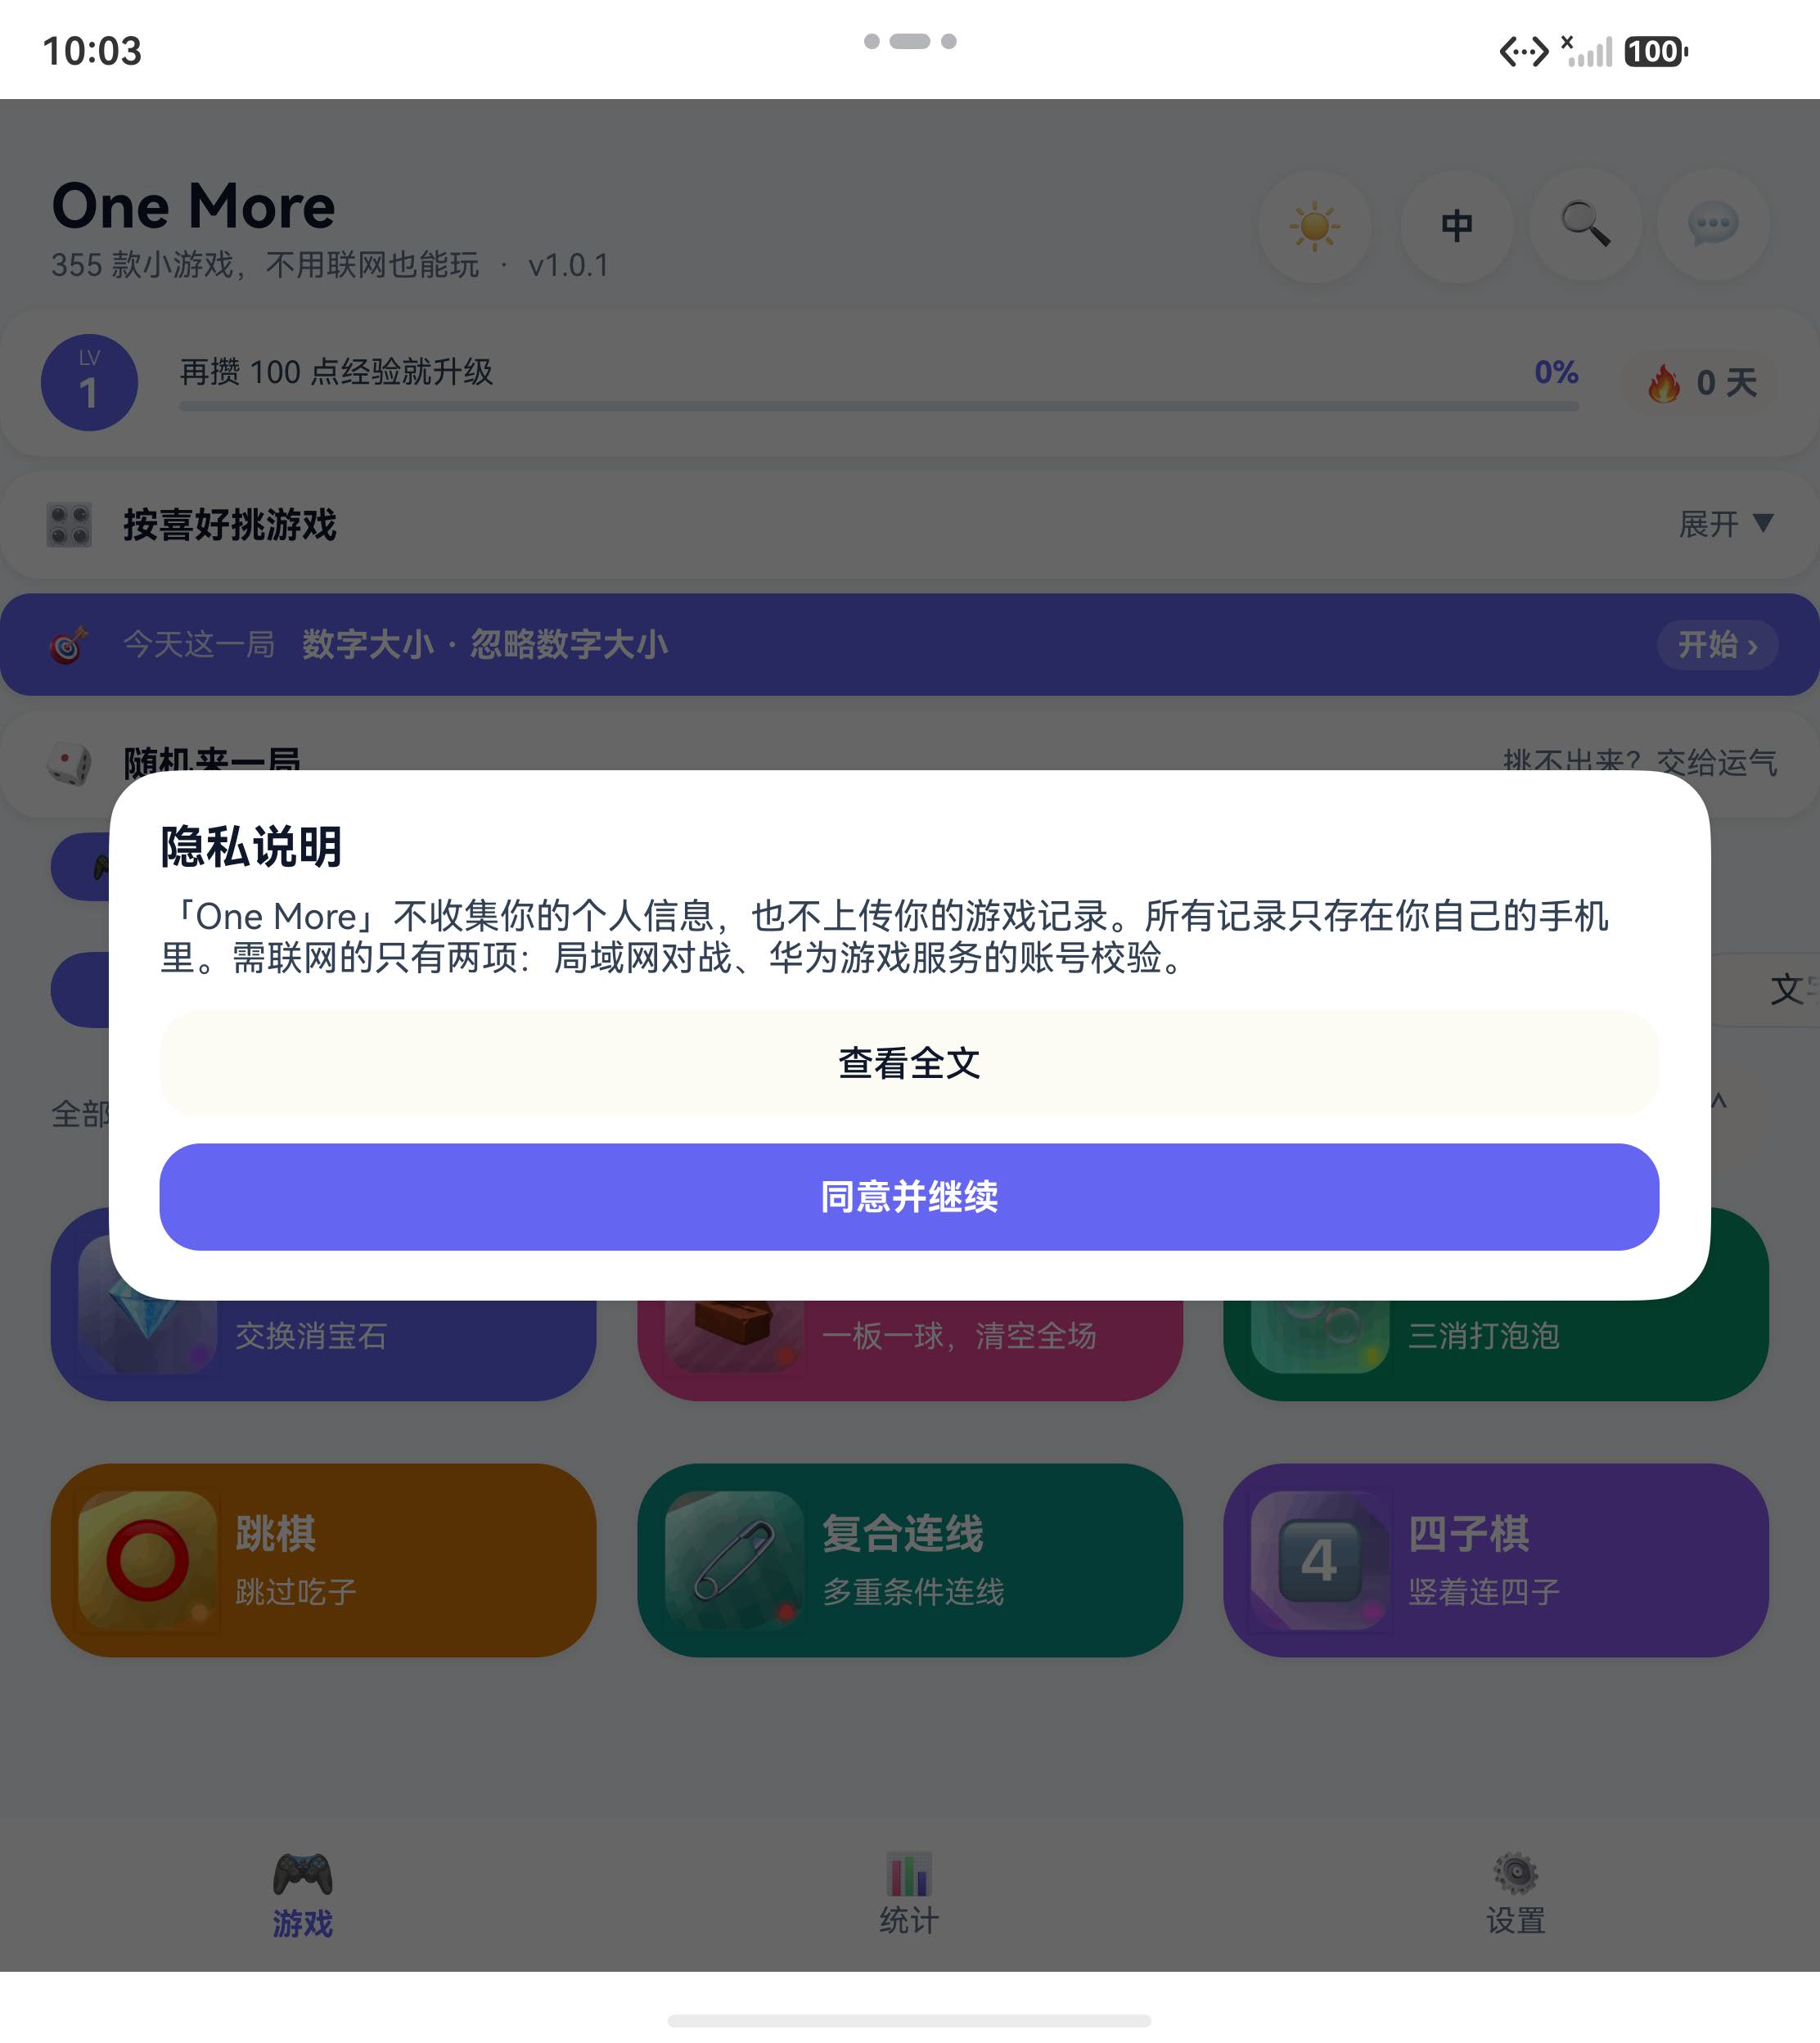 10:03
100
One More
355 款小游戏，不用联网也能玩 · v1.0.1
中
LV
1
再攒 100 点经验就升级
0%
0 天
按喜好挑游戏
展开 ▼
今天这一局 数字大小 · 忽略数字大小
开始 ›
随机来一局
挑不出来？交给运气
隐私说明
「One More」不收集你的个人信息，也不上传你的游戏记录。所有记录只存在你自己的手机
里。需联网的只有两项：局域网对战、华为游戏服务的账号校验。
文
查看全文
全部
同意并继续
交换消宝石
一板一球，清空全场
三消打泡泡
跳棋
跳过吃子
复合连线
多重条件连线
4
四子棋
竖着连四子
游戏
统计
设置